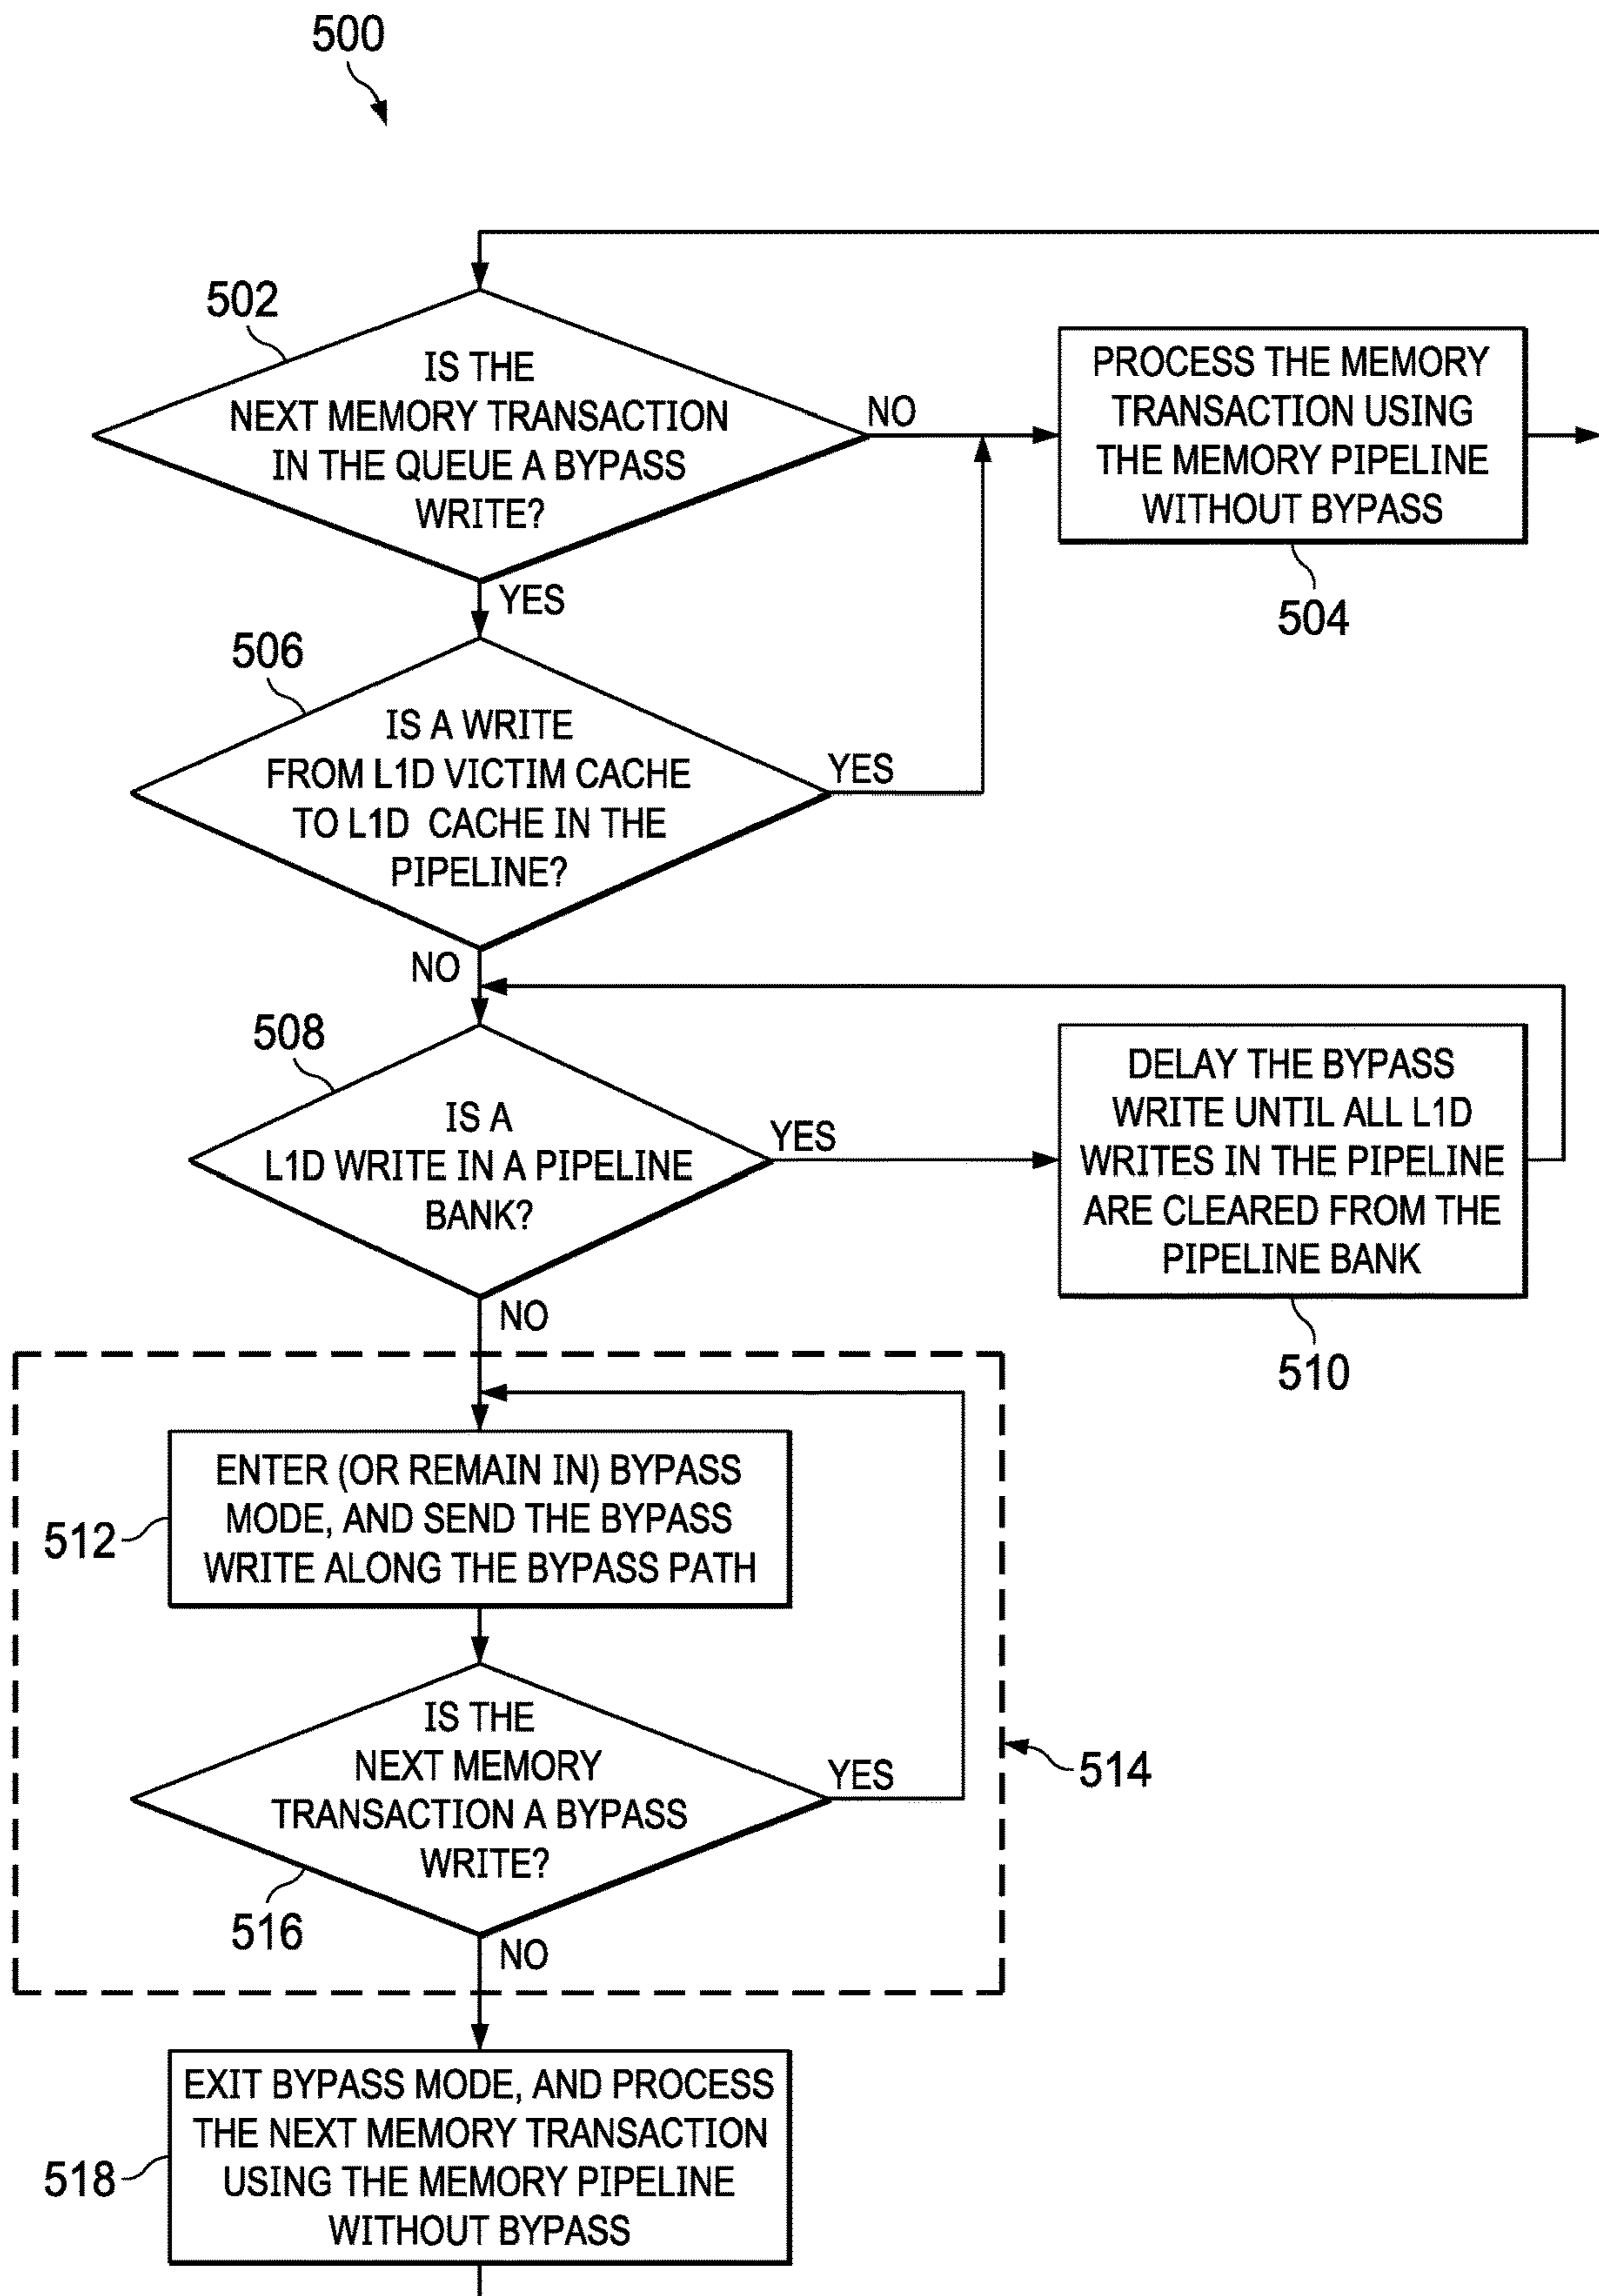 500
502
IS THE
NEXT MEMORY TRANSACTION
IN THE QUEUE A BYPASS
WRITE?
NO
PROCESS THE MEMORY
TRANSACTION USING
THE MEMORY PIPELINE
WITHOUT BYPASS
504
YES
506
IS A WRITE
FROM L1D VICTIM CACHE
TO L1D CACHE IN THE
PIPELINE?
YES
NO
508
IS A
L1D WRITE IN A PIPELINE
BANK?
YES
DELAY THE BYPASS
WRITE UNTIL ALL L1D
WRITES IN THE PIPELINE
ARE CLEARED FROM THE
PIPELINE BANK
510
NO
512
ENTER (OR REMAIN IN) BYPASS
MODE, AND SEND THE BYPASS
WRITE ALONG THE BYPASS PATH
IS THE
NEXT MEMORY
TRANSACTION A BYPASS
WRITE?
YES
514
516
NO
518
EXIT BYPASS MODE, AND PROCESS
THE NEXT MEMORY TRANSACTION
USING THE MEMORY PIPELINE
WITHOUT BYPASS